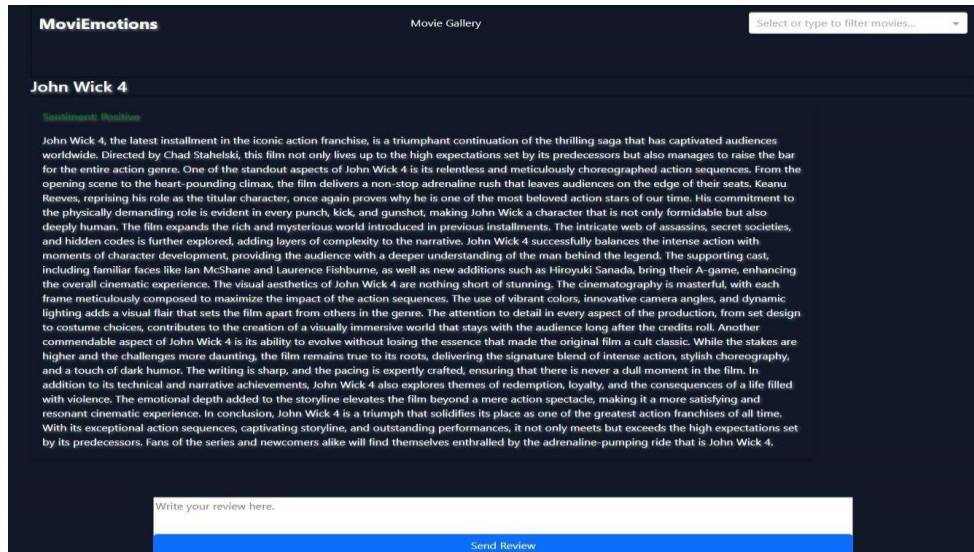 MoviEmotions
Movie Gallery
Select or type to filter movies...
John Wick 4
Sentiment: Positive
John Wick 4, the latest installment in the iconic action franchise, is a triumphant continuation of the thrilling saga that has captivated audiences
worldwide. Directed by Chad Stahelski, this film not only lives up to the high expectations set by its predecessors but also manages to raise the bar
for the entire action genre. One of the standout aspects of John Wick 4 is its relentless and meticulously choreographed action sequences. From the
opening scene to the heart-pounding climax, the film delivers a non-stop adrenaline rush that leaves audiences on the edge of their seats. Keanu
Reeves, reprising his role as the titular character, once again proves why he is one of the most beloved action stars of our time. His commitment to
the physically demanding role is evident in every punch, kick, and gunshot, making John Wick a character that is not only formidable but also
deeply human. The film expands the rich and mysterious world introduced in previous installments. The intricate web of assassins, secret societies,
and hidden codes is further explored, adding layers of complexity to the narrative. John Wick 4 successfully balances the intense action with
moments of character development, providing the audience with a deeper understanding of the man behind the legend. The supporting cast,
including familiar faces like Ian McShane and Laurence Fishburne, as well as new additions such as Hiroyuki Sanada, bring their A-game, enhancing
the overall cinematic experience. The visual aesthetics of John Wick 4 are nothing short of stunning. The cinematography is masterful, with each
frame meticulously composed to maximize the impact of the action sequences. The use of vibrant colors, innovative camera angles, and dynamic
lighting adds a visual flair that sets the film apart from others in the genre. The attention to detail in every aspect of the production, from set design
to costume choices, contributes to the creation of a visually immersive world that stays with the audience long after the credits roll. Another
commendable aspect of John Wick 4 is its ability to evolve without losing the essence that made the original film a cult classic. While the stakes are
higher and the challenges more daunting, the film remains true to its roots, delivering the signature blend of intense action, stylish choreography,
and a touch of dark humor. The writing is sharp, and the pacing is expertly crafted, ensuring that there is never a dull moment in the film. In
addition to its technical and narrative achievements, John Wick 4 also explores themes of redemption, loyalty, and the consequences of a life filled
with violence. The emotional depth added to the storyline elevates the film beyond a mere action spectacle, making it a more satisfying and
resonant cinematic experience. In conclusion, John Wick 4 is a triumph that solidifies its place as one of the greatest action franchises of all time.
With its exceptional action sequences, captivating storyline, and outstanding performances, it not only meets but exceeds the high expectations set
by its predecessors. Fans of the series and newcomers alike will find themselves enthralled by the adrenaline-pumping ride that is John Wick 4.
Write your review here.
Send Review